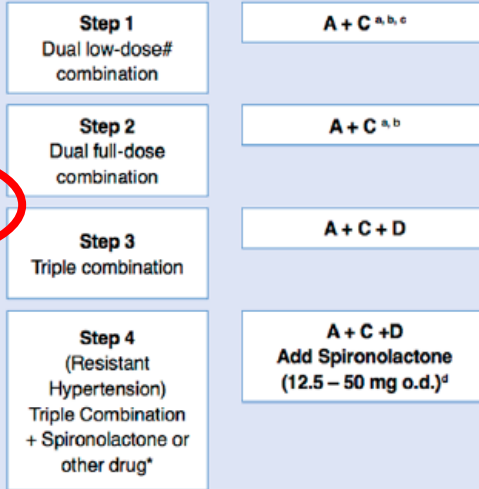 Step 1
Dual low-dose#
combination
A + C a, b, c
Step 2
Dual full-dose
combination
A + C a, b
Step 3
Triple combination
A + C + D
Step 4
(Resistant
Hypertension)
Triple Combination
+ Spironolactone or
other drug*
A + C +D
Add Spironolactone
(12.5 – 50 mg o.d.)d